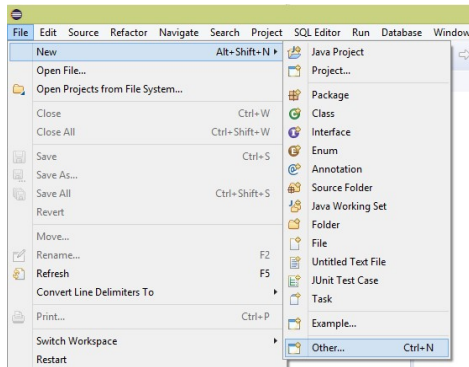 File Edit Source Refactor Navigate Search Project SQL Editor Run Database Window
New Alt+Shift+N
Open File...
Open Projects from File System...
Close Ctrl+W
Close All Ctrl+Shift+W
Save Ctrl+S
Save As...
Save All Ctrl+Shift+S
Revert
Move...
Rename... F2
Refresh F5
Convert Line Delimiters To
Print... Ctrl+P
Switch Workspace
Restart
Java Project
Project...
Package
Class
Interface
Enum
Annotation
Source Folder
Java Working Set
Folder
File
Untitled Text File
JUnit Test Case
Task
Example...
Other... Ctrl+N